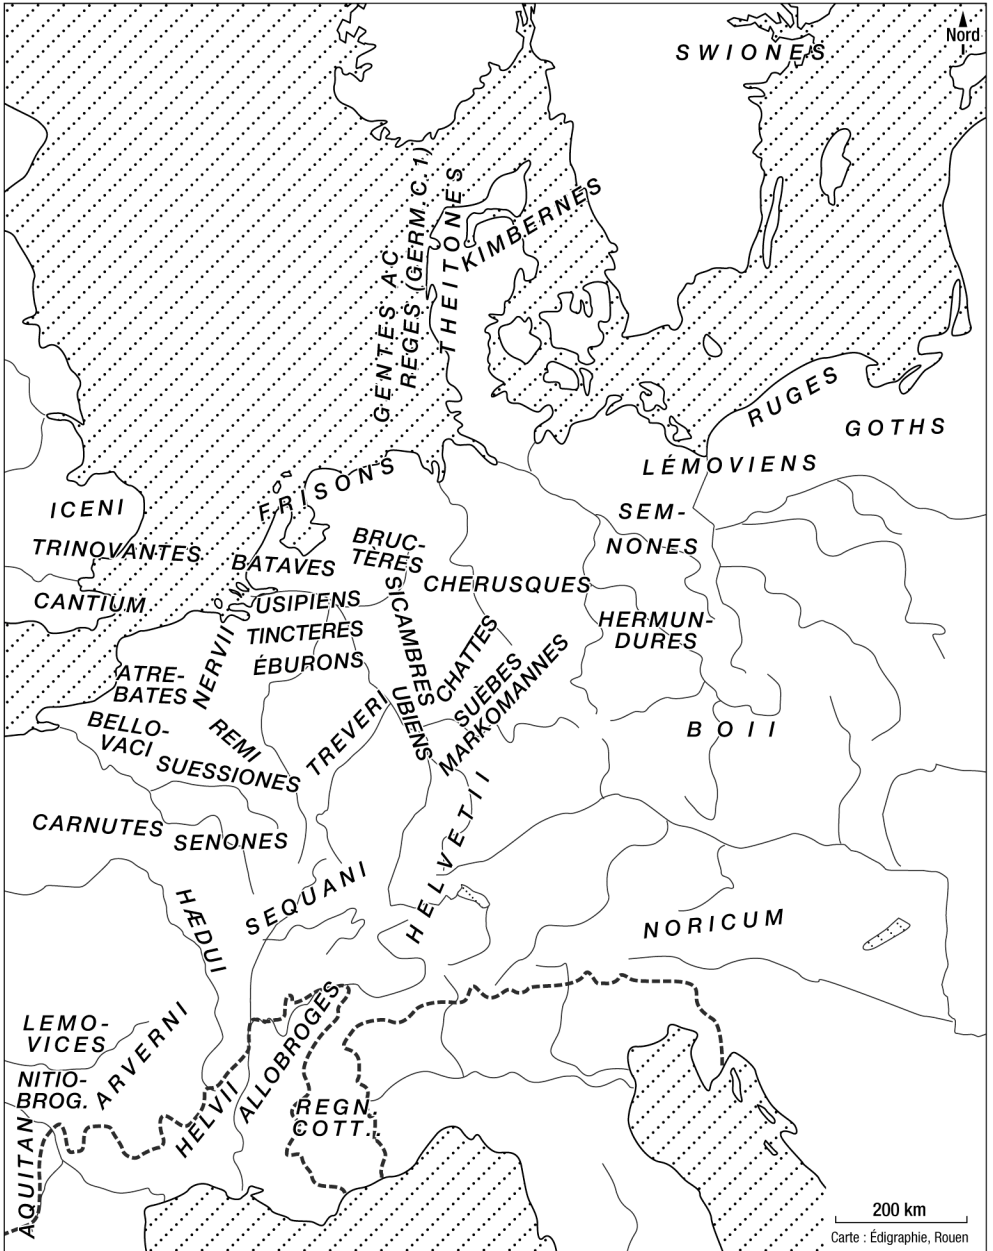 Nord
SWIONES
GENTES AC
REGES (GERM.C.1)
THEITONES
KIMBERNES
RUGES
GOTHS
LÉMOVIENS
FRISONS
ICENI
SEM-
NONES
TRINOVANTES
BRUC-
TÈRES
BATAVES
CHERUSQUES
CANTIUM
USIPIENS
TINCTERES
ÉBURONS
SICAMBRES
CHATTES
HERMUN-
DURES
NERVII
ATRE-
BATES
SUÈBES
MARKOMANNES
UBIENS
TREVERI
BELLO-
VACI
REMI
SUESSIONES
BOII
CARNUTES
SENONES
HELVETII
SEQUANI
HÆDUI
NORICUM
LEMO-
VICES
ARVERNI
ALLOBROGES
NITIO-
BROG.
HELVII
REGN.
COTT.
AQUITAN
200 km
Carte : Édigraphie, Rouen